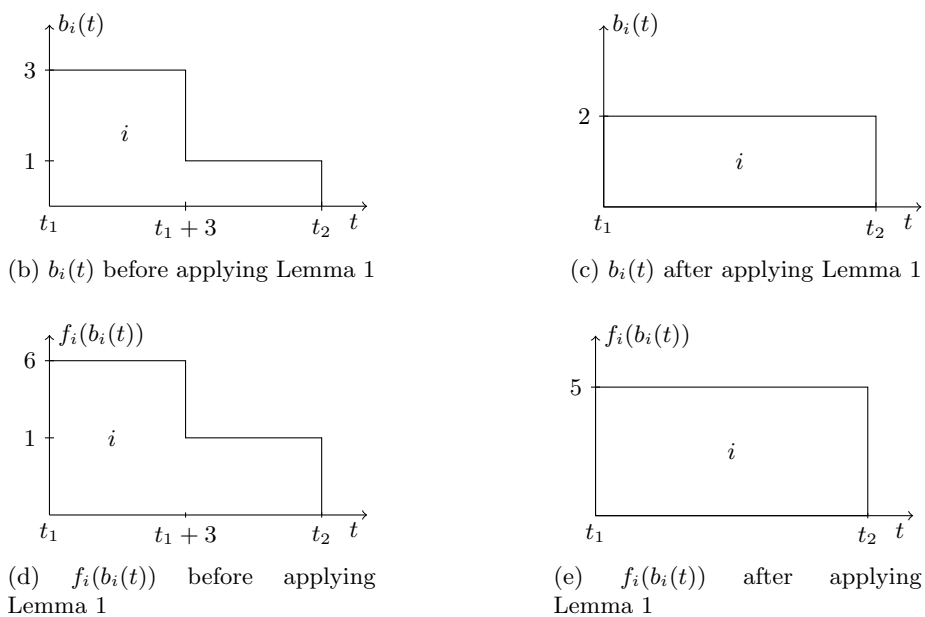 b_i(t)
3
i
1
t_1
t_1 + 3
t_2
t
(b) b_i(t) before applying Lemma 1
b_i(t)
2
i
t_1
t_2
t
(c) b_i(t) after applying Lemma 1
f_i(b_i(t))
6
1
i
t_1
t_1 + 3
t_2
t
(d) f_i(b_i(t)) before applying
Lemma 1
f_i(b_i(t))
5
i
t_1
t_2
t
(e) f_i(b_i(t)) after applying
Lemma 1